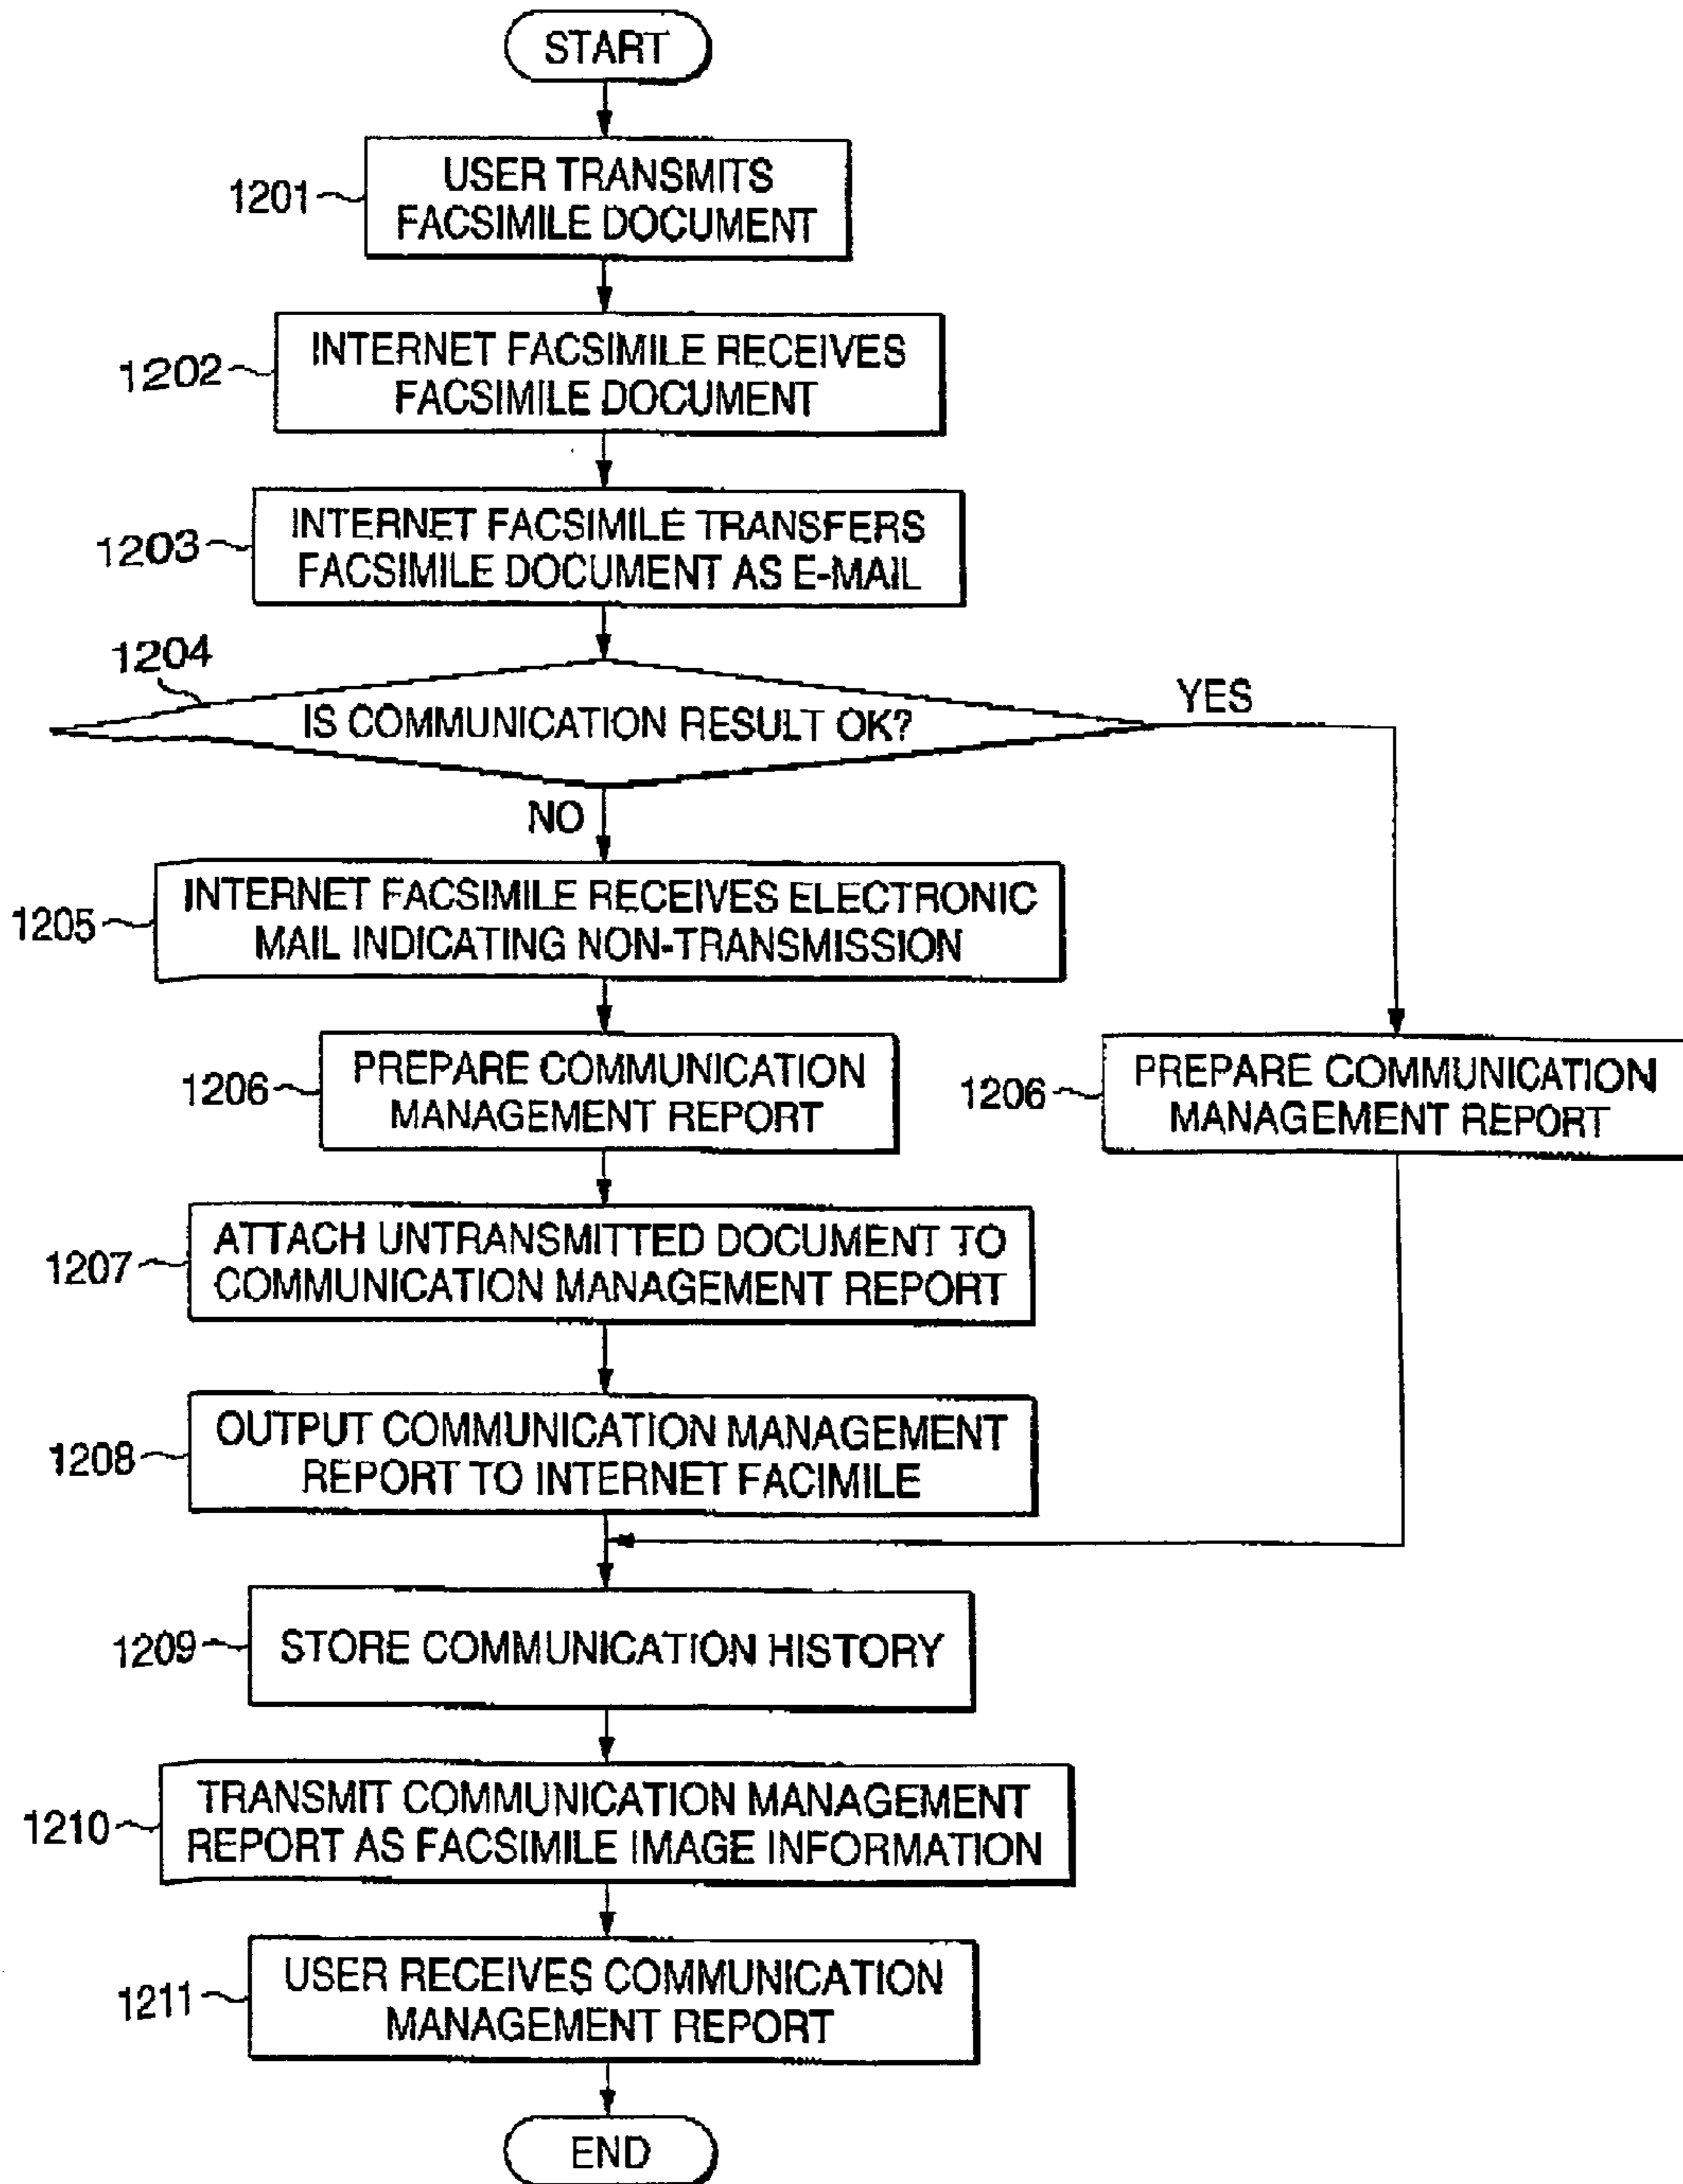 START
1201
USER TRANSMITS
FACSIMILE DOCUMENT
1202
INTERNET FACSIMILE RECEIVES
FACSIMILE DOCUMENT
1203
INTERNET FACSIMILE TRANSFERS
FACSIMILE DOCUMENT AS E-MAIL
1204
IS COMMUNICATION RESULT OK?
YES
NO
1205
INTERNET FACSIMILE RECEIVES ELECTRONIC
MAIL INDICATING NON-TRANSMISSION
1206
PREPARE COMMUNICATION
MANAGEMENT REPORT
1206
PREPARE COMMUNICATION
MANAGEMENT REPORT
1207
ATTACH UNTRANSMITTED DOCUMENT TO
COMMUNICATION MANAGEMENT REPORT
1208
OUTPUT COMMUNICATION MANAGEMENT
REPORT TO INTERNET FACIMILE
1209
STORE COMMUNICATION HISTORY
1210
TRANSMIT COMMUNICATION MANAGEMENT
REPORT AS FACSIMILE IMAGE INFORMATION
1211
USER RECEIVES COMMUNICATION
MANAGEMENT REPORT
END